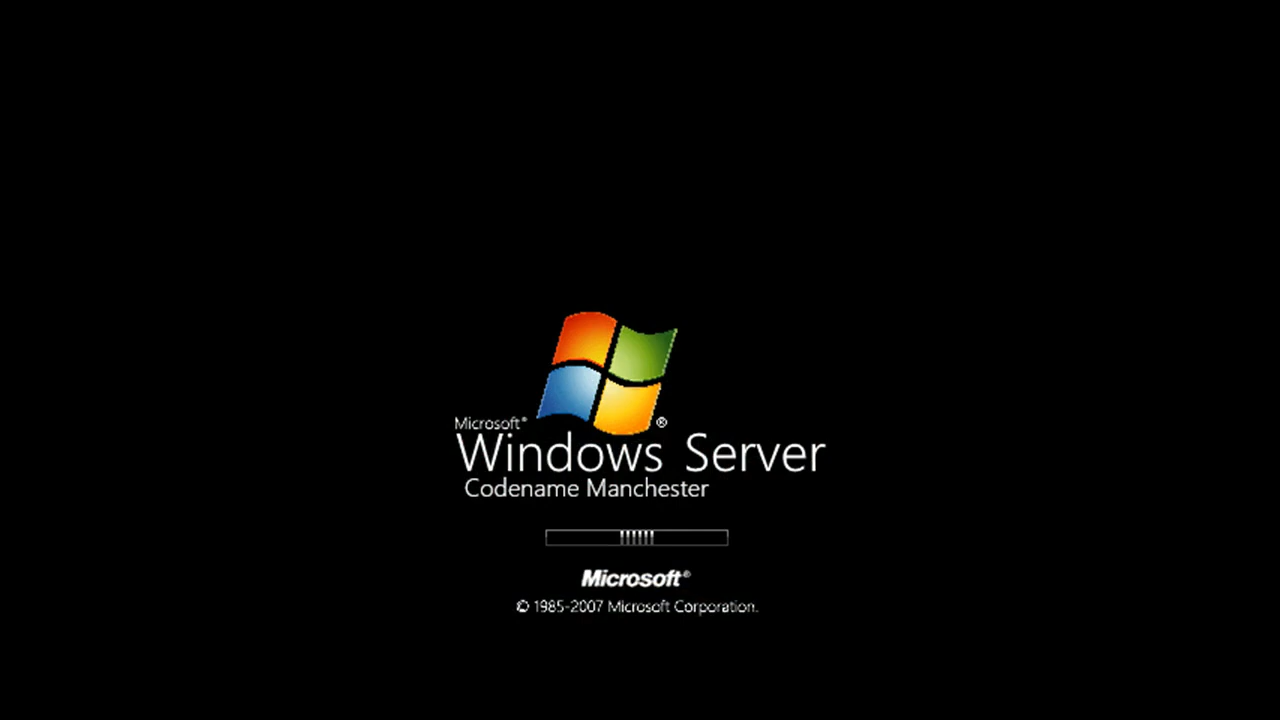 Microsoft®
®
Windows Server
Codename Manchester
Microsoft®
© 1985-2007 Microsoft Corporation.